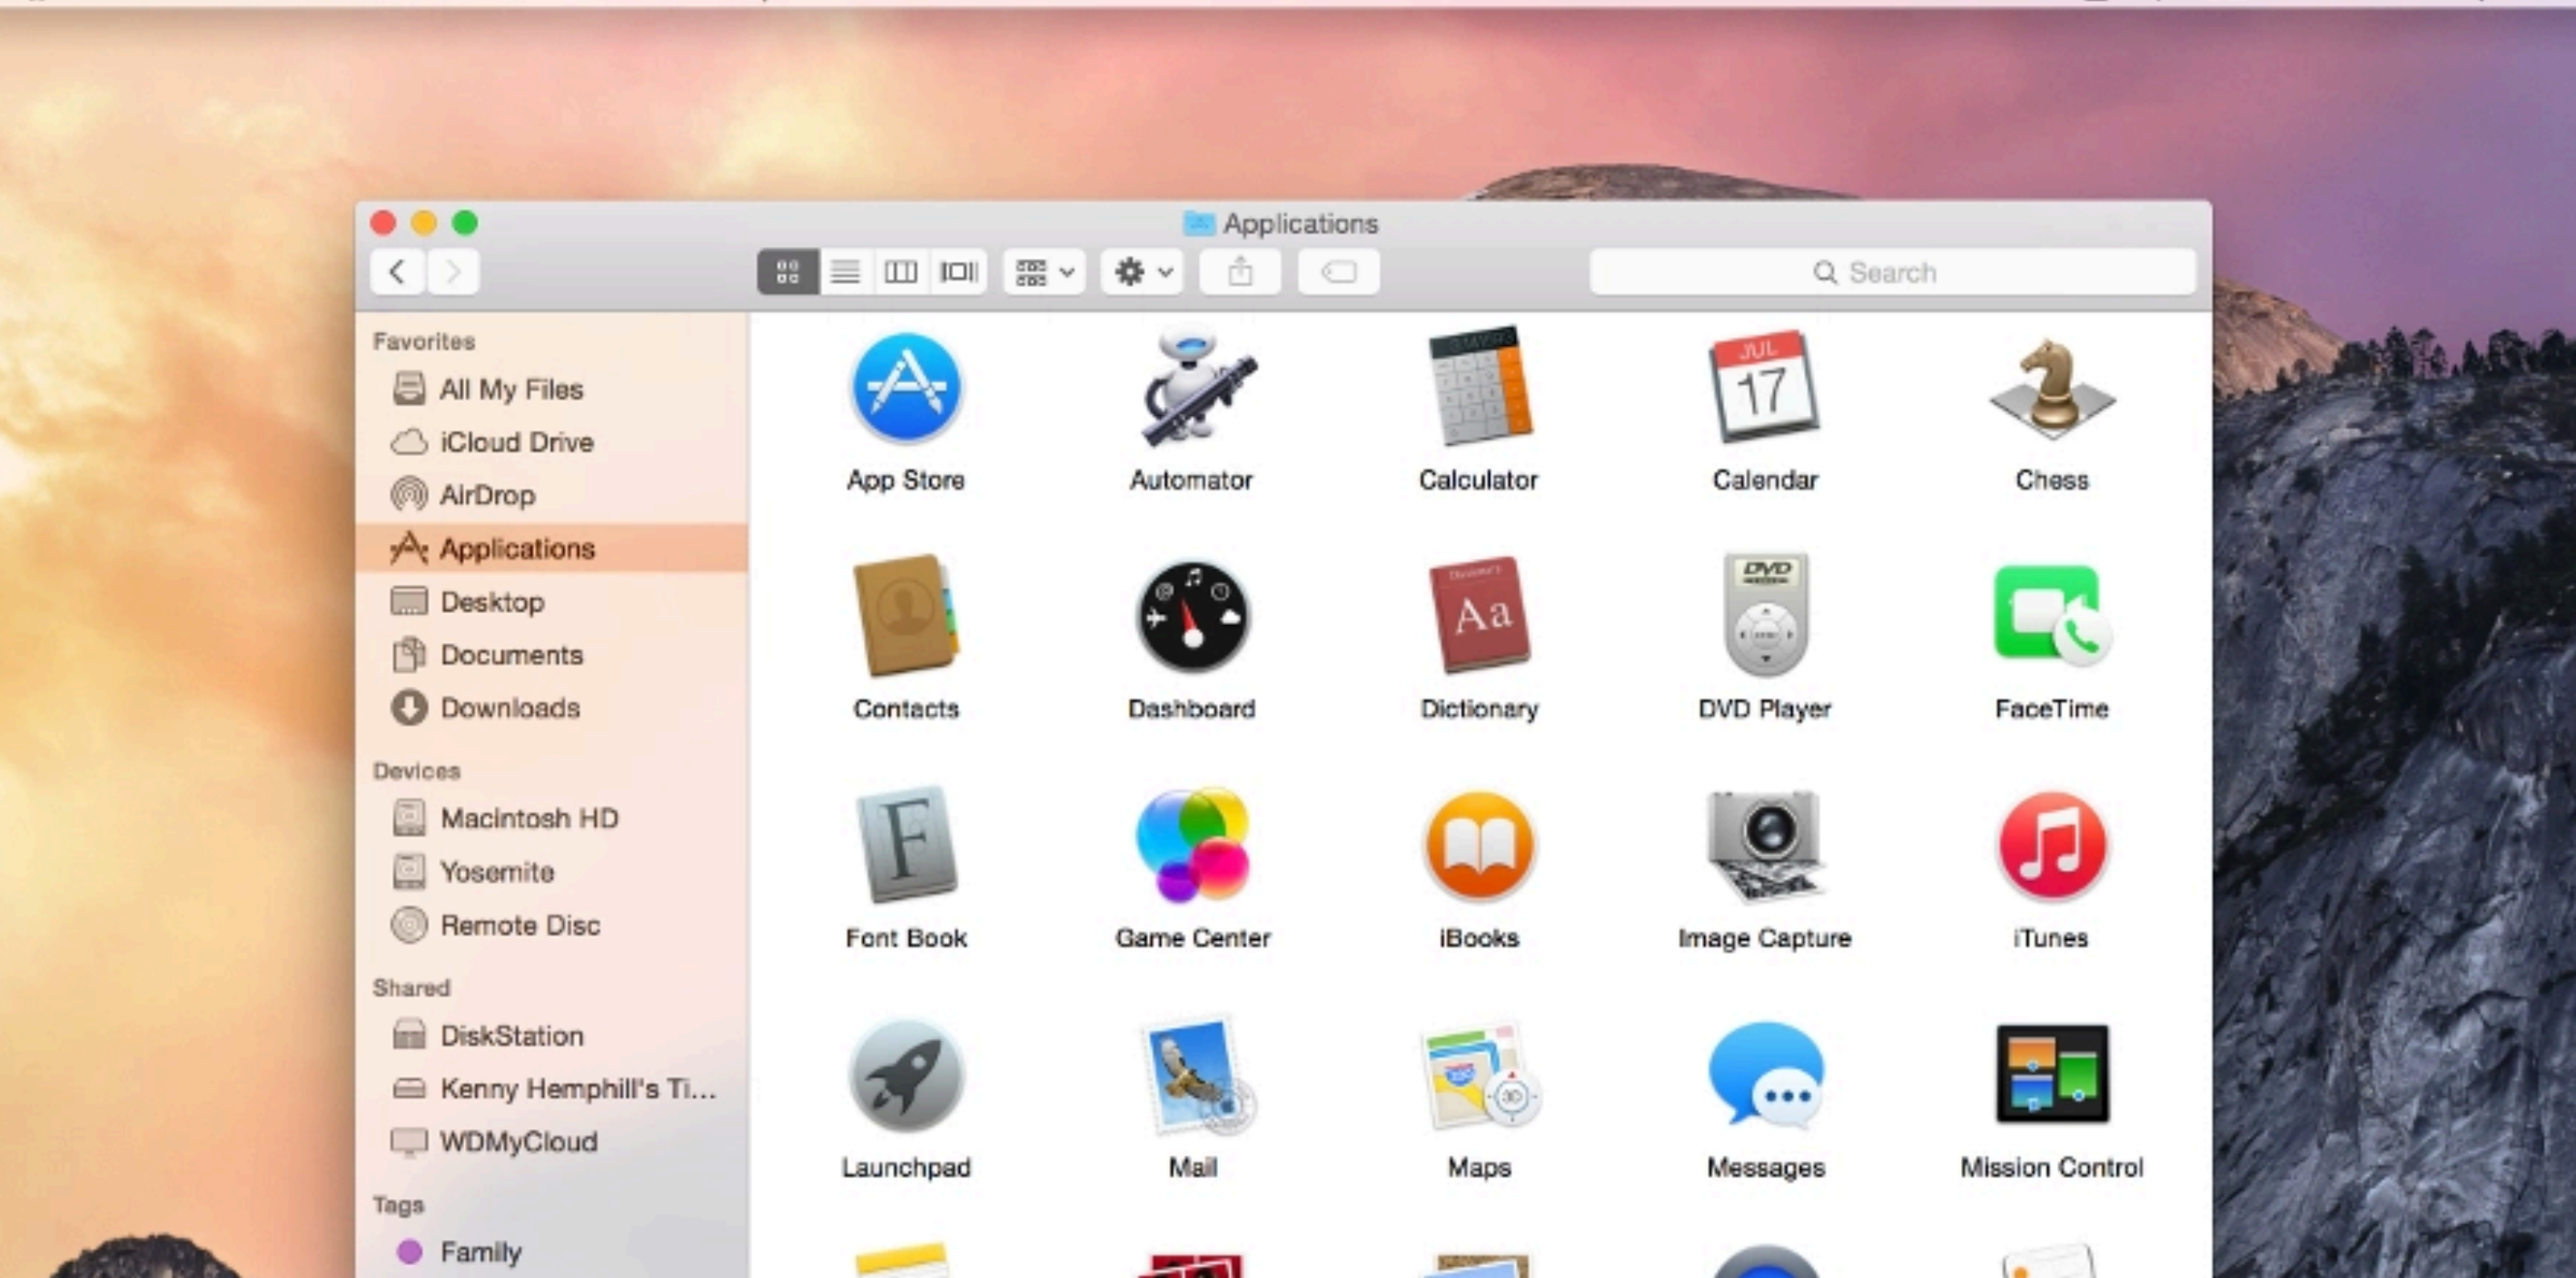 Applications
Search
Favorites
All My Files
iCloud Drive
AirDrop
Applications
Desktop
Documents
Downloads
Devices
Macintosh HD
Yosemite
Remote Disc
Shared
DiskStation
Kenny Hemphill's Ti...
WDMyCloud
Tags
Family
JUL
17
App Store
Automator
Calculator
Calendar
Chess
Aa
DVD
Contacts
Dashboard
Dictionary
DVD Player
FaceTime
F
Font Book
Game Center
iBooks
Image Capture
iTunes
3D
Launchpad
Mail
Maps
Messages
Mission Control